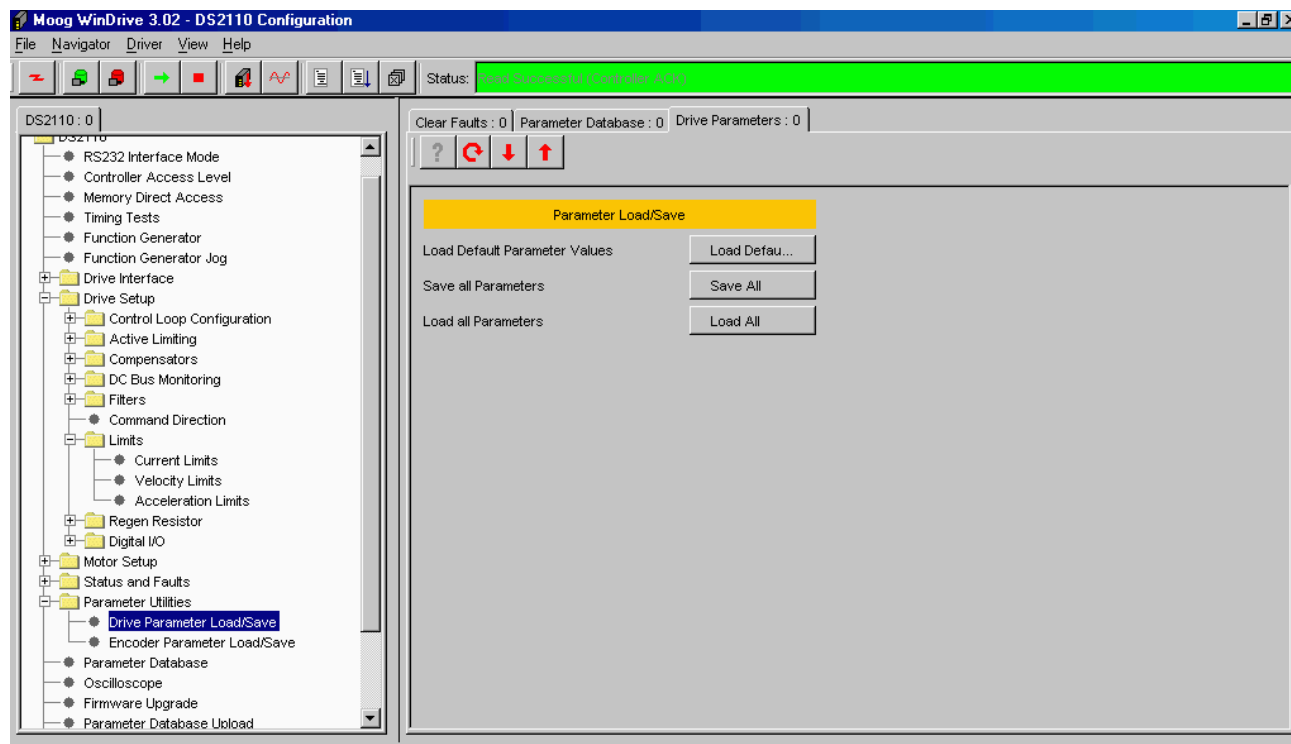 Moog WinDrive 3.02 - DS2110 Configuration
File Navigator Driver View Help
Status: Read Successful (Controller ACK)
DS2110 : 0
DS2110
RS232 Interface Mode
Controller Access Level
Memory Direct Access
Timing Tests
Function Generator
Function Generator Jog
Drive Interface
Drive Setup
Control Loop Configuration
Active Limiting
Compensators
DC Bus Monitoring
Filters
Command Direction
Limits
Current Limits
Velocity Limits
Acceleration Limits
Regen Resistor
Digital I/O
Motor Setup
Status and Faults
Parameter Utilities
Drive Parameter Load/Save
Encoder Parameter Load/Save
Parameter Database
Oscilloscope
Firmware Upgrade
Parameter Database Upload
Clear Faults : 0 Parameter Database : 0 Drive Parameters : 0
?
Parameter Load/Save
Load Default Parameter Values Load Defau...
Save all Parameters Save All
Load all Parameters Load All